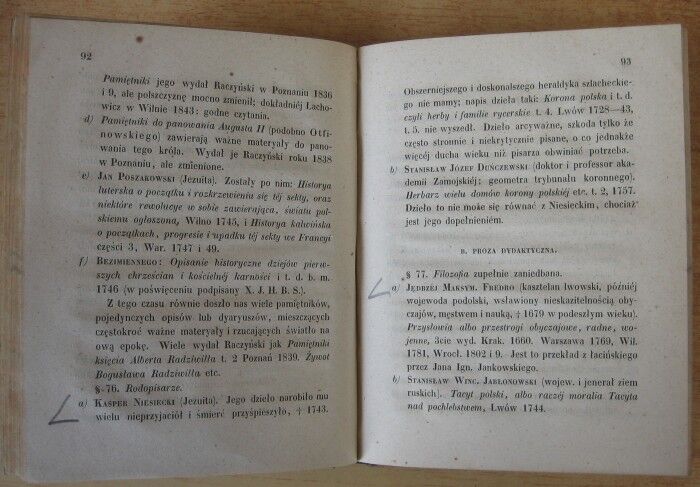 92
Pamiętniki jego wydał Raczyński w Poznaniu 1836
i 9, ale polszczyznę mocno zmienił; dokładniéj Lacho-
wicz w Wilnie 1843: godne czytania.
d) Pamiętniki do panowania Augusta II (podobno Otfi-
nowskiego) zawierają ważne materyały do pano-
wania tego króla. Wydał je Raczyński roku 1838
w Poznaniu, ale zmienione.
e) JAN POSZAKOWSKI (Jezuita). Zostały po nim: Historya
luterska o początku i rozkrzewieniu się téj sekty, oraz
niektóre rewolucye w sobie zawierająca, światu pol-
skiemu ogłoszona, Wilno 1745, i Historya kalwińska
o początkach, progresie i upadku téj sekty we Francyi
części 3, War. 1747 i 49.
f) BEZIMIENNEGO: Opisanie historyczne dziejów pierw-
szych chrześcian i kościelnéj karności i t. d. b. m.
1746 (w poświęceniu podpisany X. J. H. B. S.).
Z tego czasu równie doszło nas wiele pamiętników,
pojedynczych opisów lub dyaryuszów, mieszczących
częstokroć ważne materyały i rzucających światło na
ową epokę. Wiele wydał Raczyński jak Pamiętniki
księcia Alberta Radziwiłła t. 2 Poznań 1839. Żywot
Bogusława Radziwiłła etc.
§ 76. Rodopisarze.
a) KASPER NIESIECKI (Jezuita). Jego dzieło narobiło mu
wielu nieprzyjaciół i śmierć przyspieszyło, † 1743.
93
Obszerniejszego i doskonalszego heraldyka szlacheckie-
go nie mamy; napis dzieła taki: Korona polska i t. d.
czyli herby i familie rycerskie t. 4. Lwów 1728—43,
t. 5. nie wyszedł. Dzieło arcyważne, szkoda tylko że
często stronnie i niekrytycznie pisane, o co jednakże
więcéj ducha wieku niż pisarza obwiniać potrzeba.
b) STANISŁAW JÓZEF DUŃCZEWSKI (doktor i professor aka-
demii Zamojskiéj; geometra trybunału koronnego).
Herbarz wielu domów korony polskiéj etc. t. 2, 1757.
Dzieło to nie może się równać z Niesieckim, chociaż
jest jego dopełnieniém.
B. PROZA DYDAKTYCZNA.
§ 77. Filozofia zupełnie zaniedbana.
a) JĘDRZEJ MAKSYM. FREDRO (kasztelan lwowski, późniéj
wojewoda podolski, wsławiony nieskazitelnością oby-
czajów, męstwem i nauką, † 1679 w podeszłym wieku).
Przysłowia albo przestrogi obyczajowe, radne, wo-
jenne, 3cie wyd. Krak. 1660. Warszawa 1769, Wil.
1781, Wrocł. 1802 i 9. Jest to przekład z łacińskiego
przez Jana Ign. Jankowskiego.
b) STANISŁAW WINC. JABŁONOWSKI (wojew. i jenerał ziem
ruskich). Tacyt polski, albo raczéj moralia Tacyta
nad pochlebstwem, Lwów 1744.